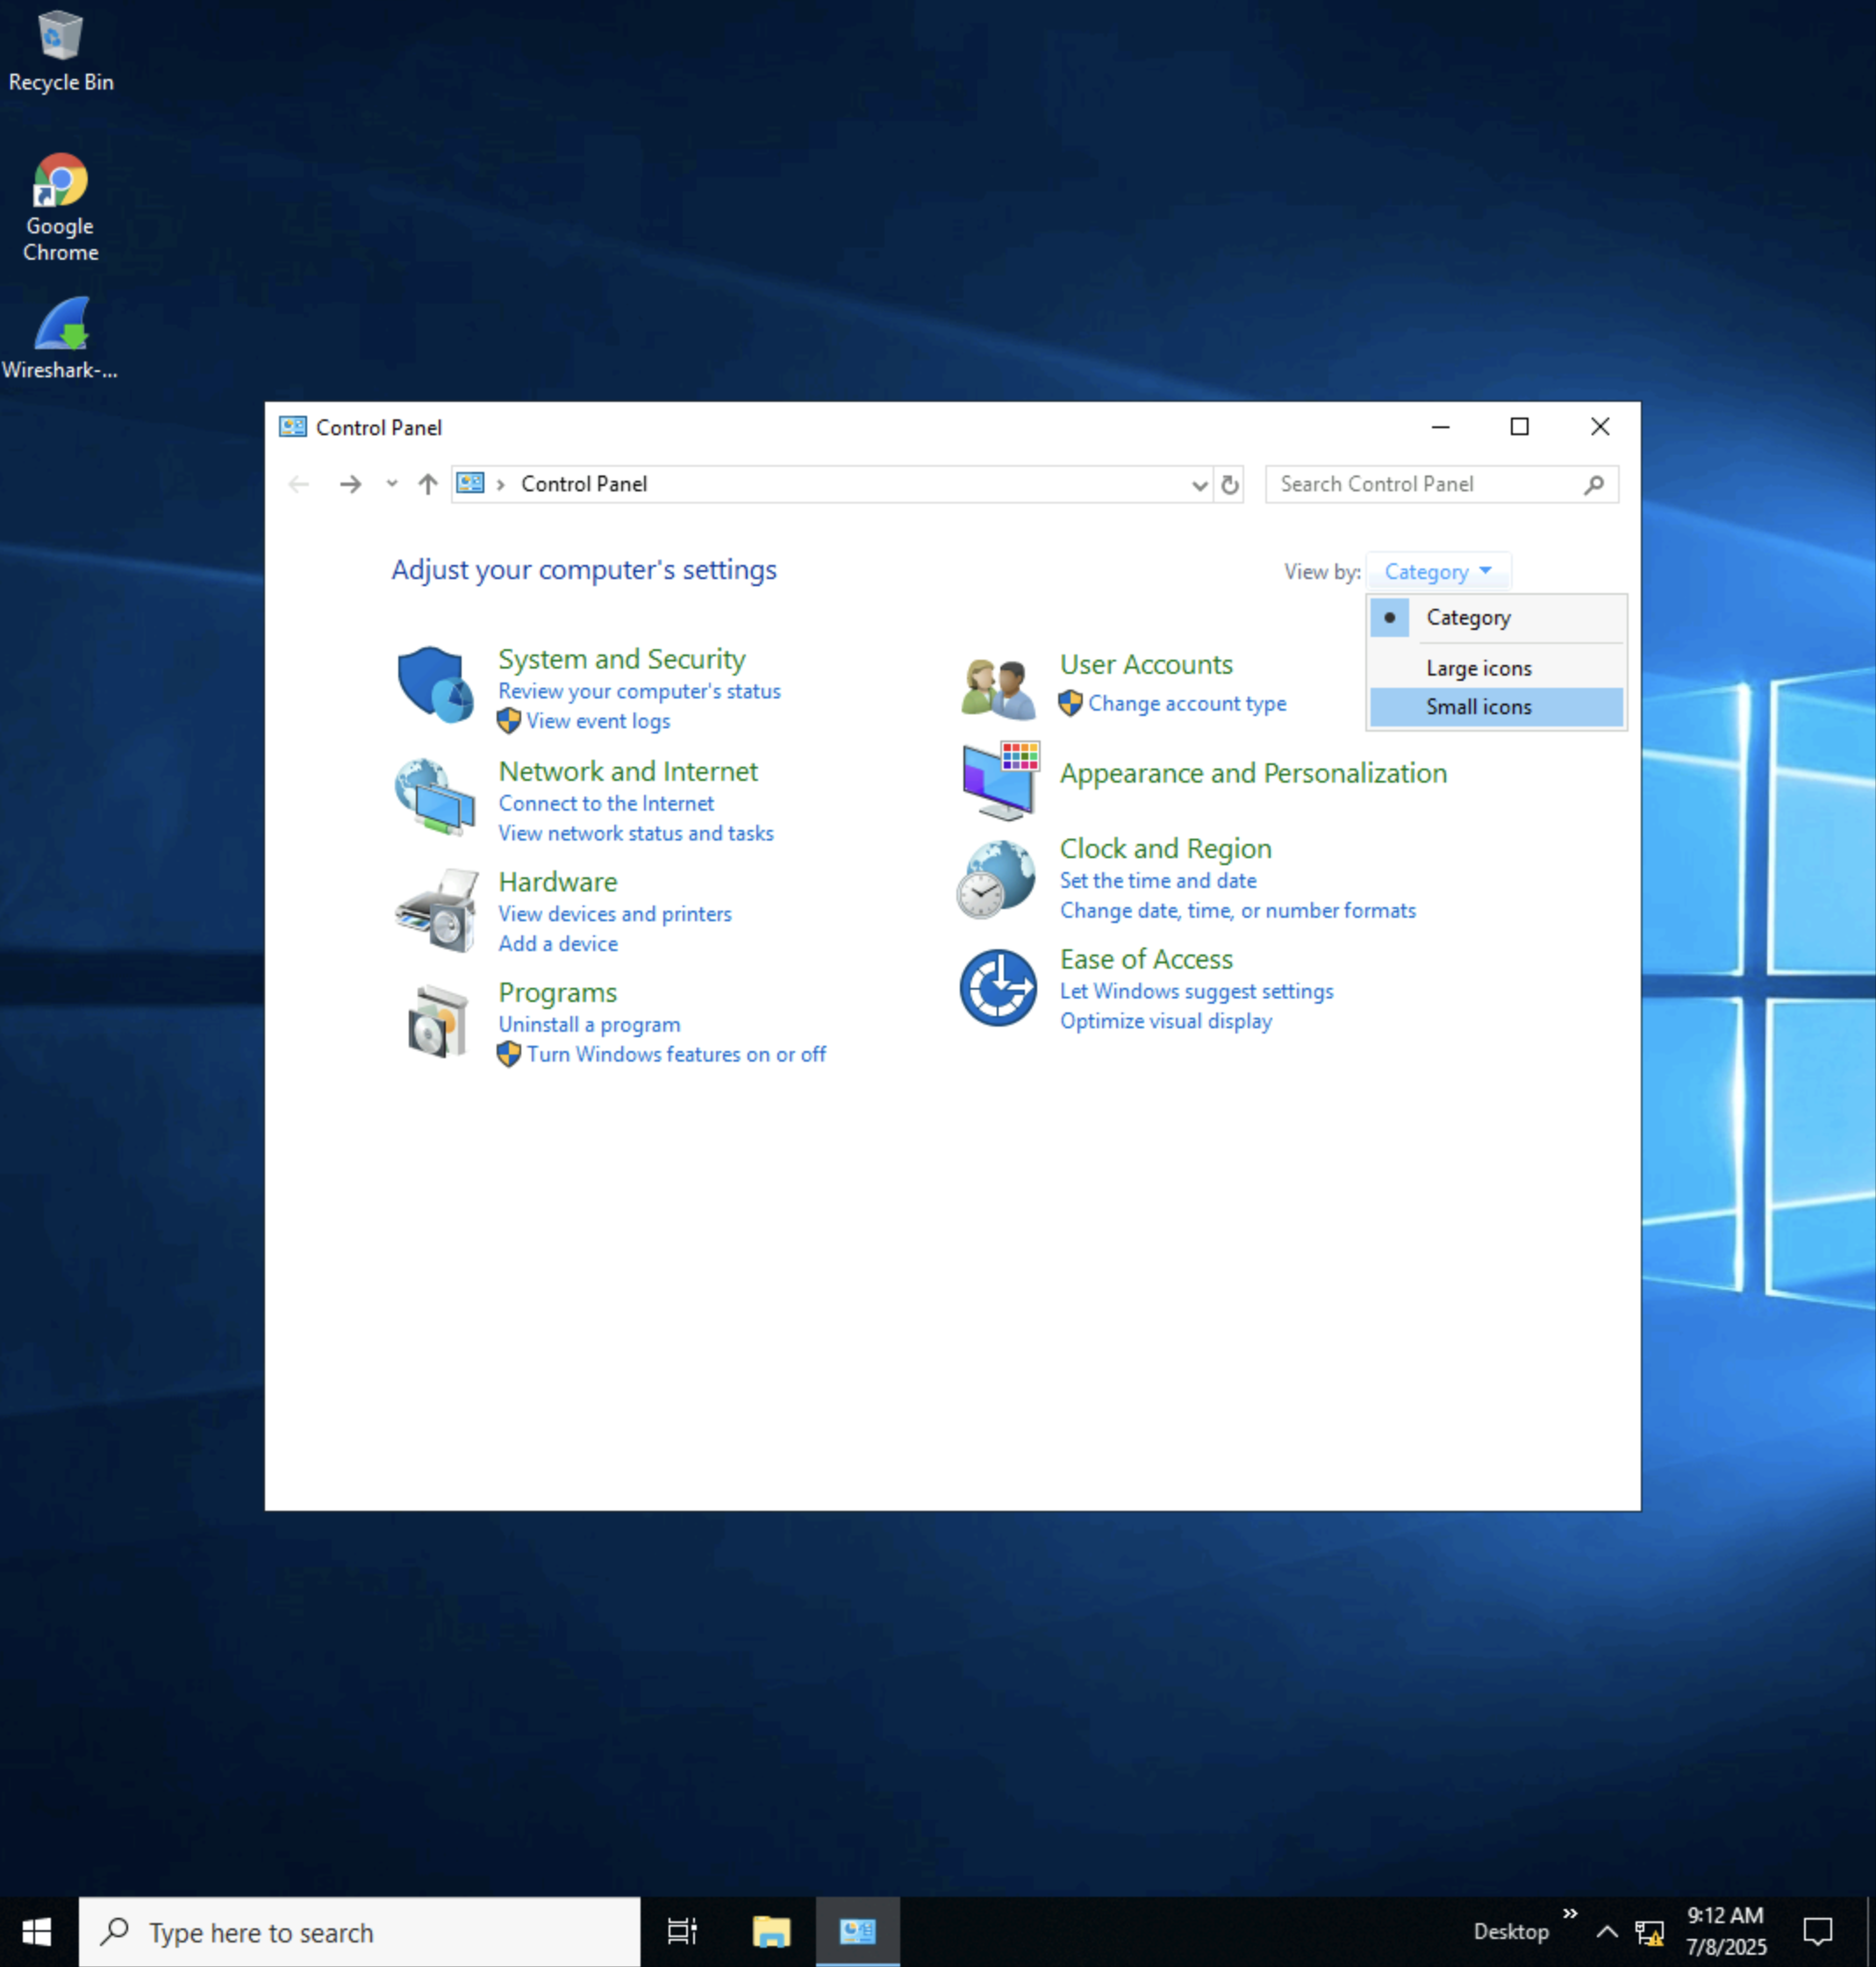 Recycle Bin
Google
Chrome
Wireshark-...
Control Panel
Control Panel
Search Control Panel
Adjust your computer's settings
View by:
Category
Category
Large icons
Small icons
System and Security
Review your computer's status
View event logs
Network and Internet
Connect to the Internet
View network status and tasks
Hardware
View devices and printers
Add a device
Programs
Uninstall a program
Turn Windows features on or off
User Accounts
Change account type
Appearance and Personalization
Clock and Region
Set the time and date
Change date, time, or number formats
Ease of Access
Let Windows suggest settings
Optimize visual display
Type here to search
Desktop
9:12 AM
7/8/2025